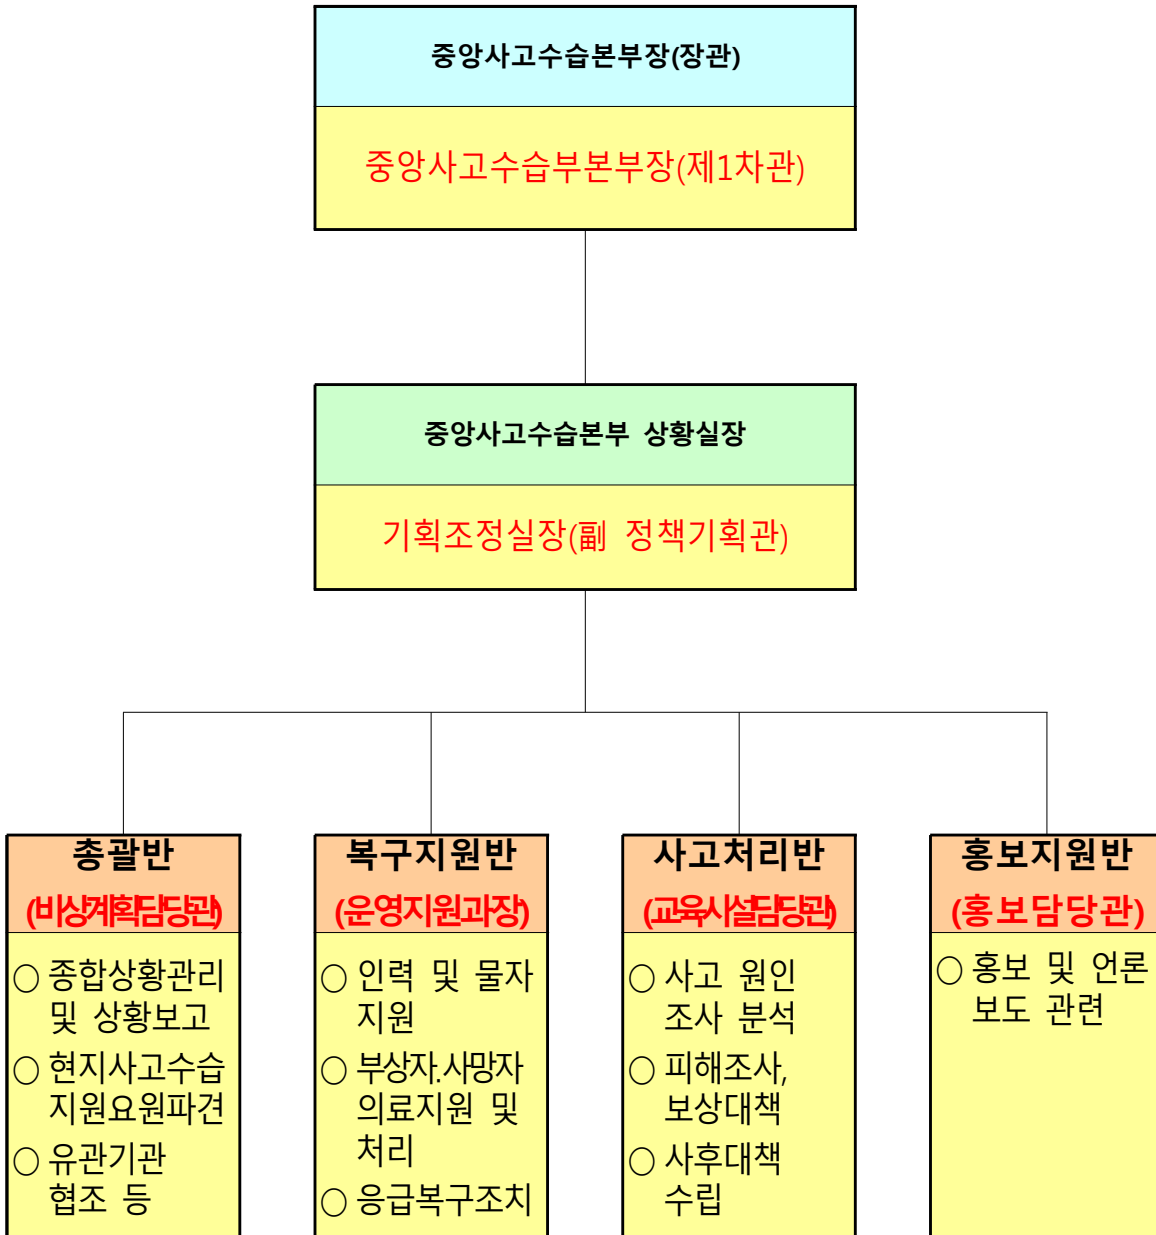 중앙사고수습본부장(장관)
중앙사고수습부본부장(제1차관)
중앙사고수습본부 상황실장
기획조정실장(副 정책기획관)
총괄반
(비상계획담당관)
○ 종합상황관리
및 상황보고
○ 현지사고수습
지원요원파견
○ 유관기관
협조 등
복구지원반
(운영지원과장)
○ 인력 및 물자
지원
○ 부상자.사망자
의료지원 및
처리
○ 응급복구조치
사고처리반
(교육시설담당관)
○ 사고 원인
조사 분석
○ 피해조사,
보상대책
○ 사후대책
수립
홍보지원반
(홍보담당관)
○ 홍보 및 언론
보도 관련